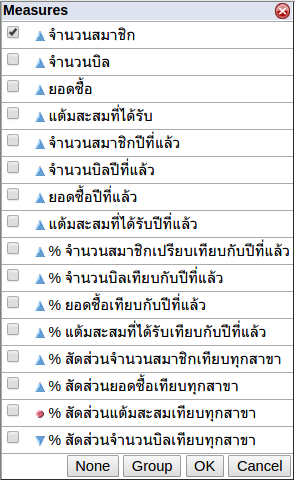 Measures
จำนวนสมาชิก
จำนวนบิล
ยอดซื้อ
แต้มสะสมที่ได้รับ
จำนวนสมาชิกปีที่แล้ว
จำนวนบิลปีที่แล้ว
ยอดซื้อปีที่แล้ว
แต้มสะสมที่ได้รับปีที่แล้ว
% จำนวนสมาชิกเปรียบเทียบกับปีที่แล้ว
% จำนวนบิลเทียบกับปีที่แล้ว
% ยอดซื้อเทียบกับปีที่แล้ว
% แต้มสะสมที่ได้รับเทียบกับปีที่แล้ว
% สัดส่วนจำนวนสมาชิกเทียบทุกสาขา
% สัดส่วนยอดซื้อเทียบทุกสาขา
% สัดส่วนแต้มสะสมเทียบทุกสาขา
% สัดส่วนจำนวนบิลเทียบทุกสาขา
None Group OK Cancel